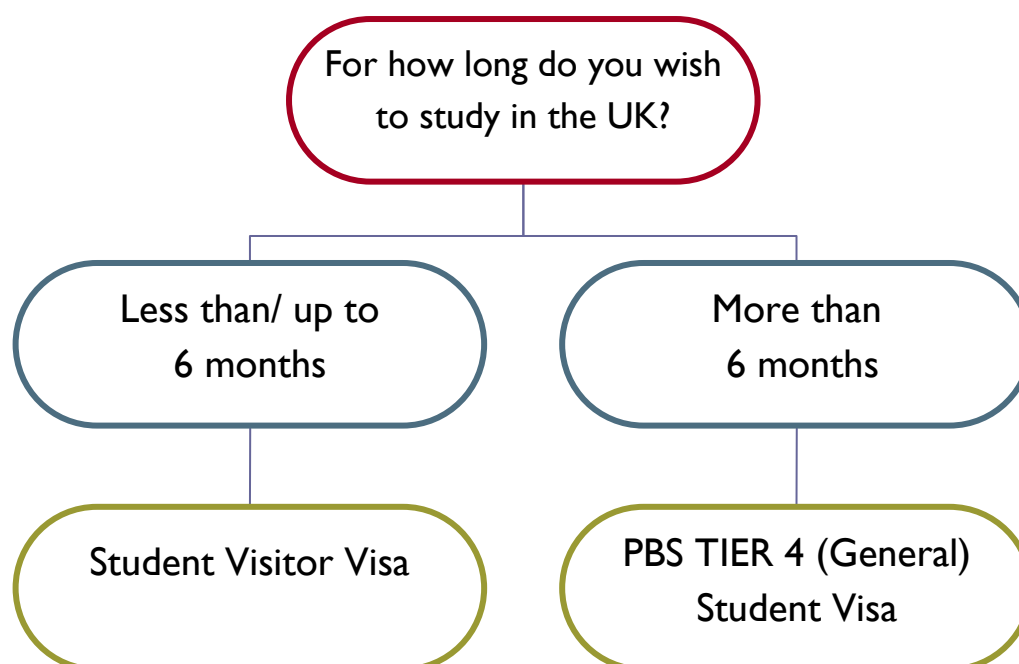 For how long do you wish
to study in the UK?
Less than/ up to
6 months
More than
6 months
Student Visitor Visa
PBS TIER 4 (General)
Student Visa